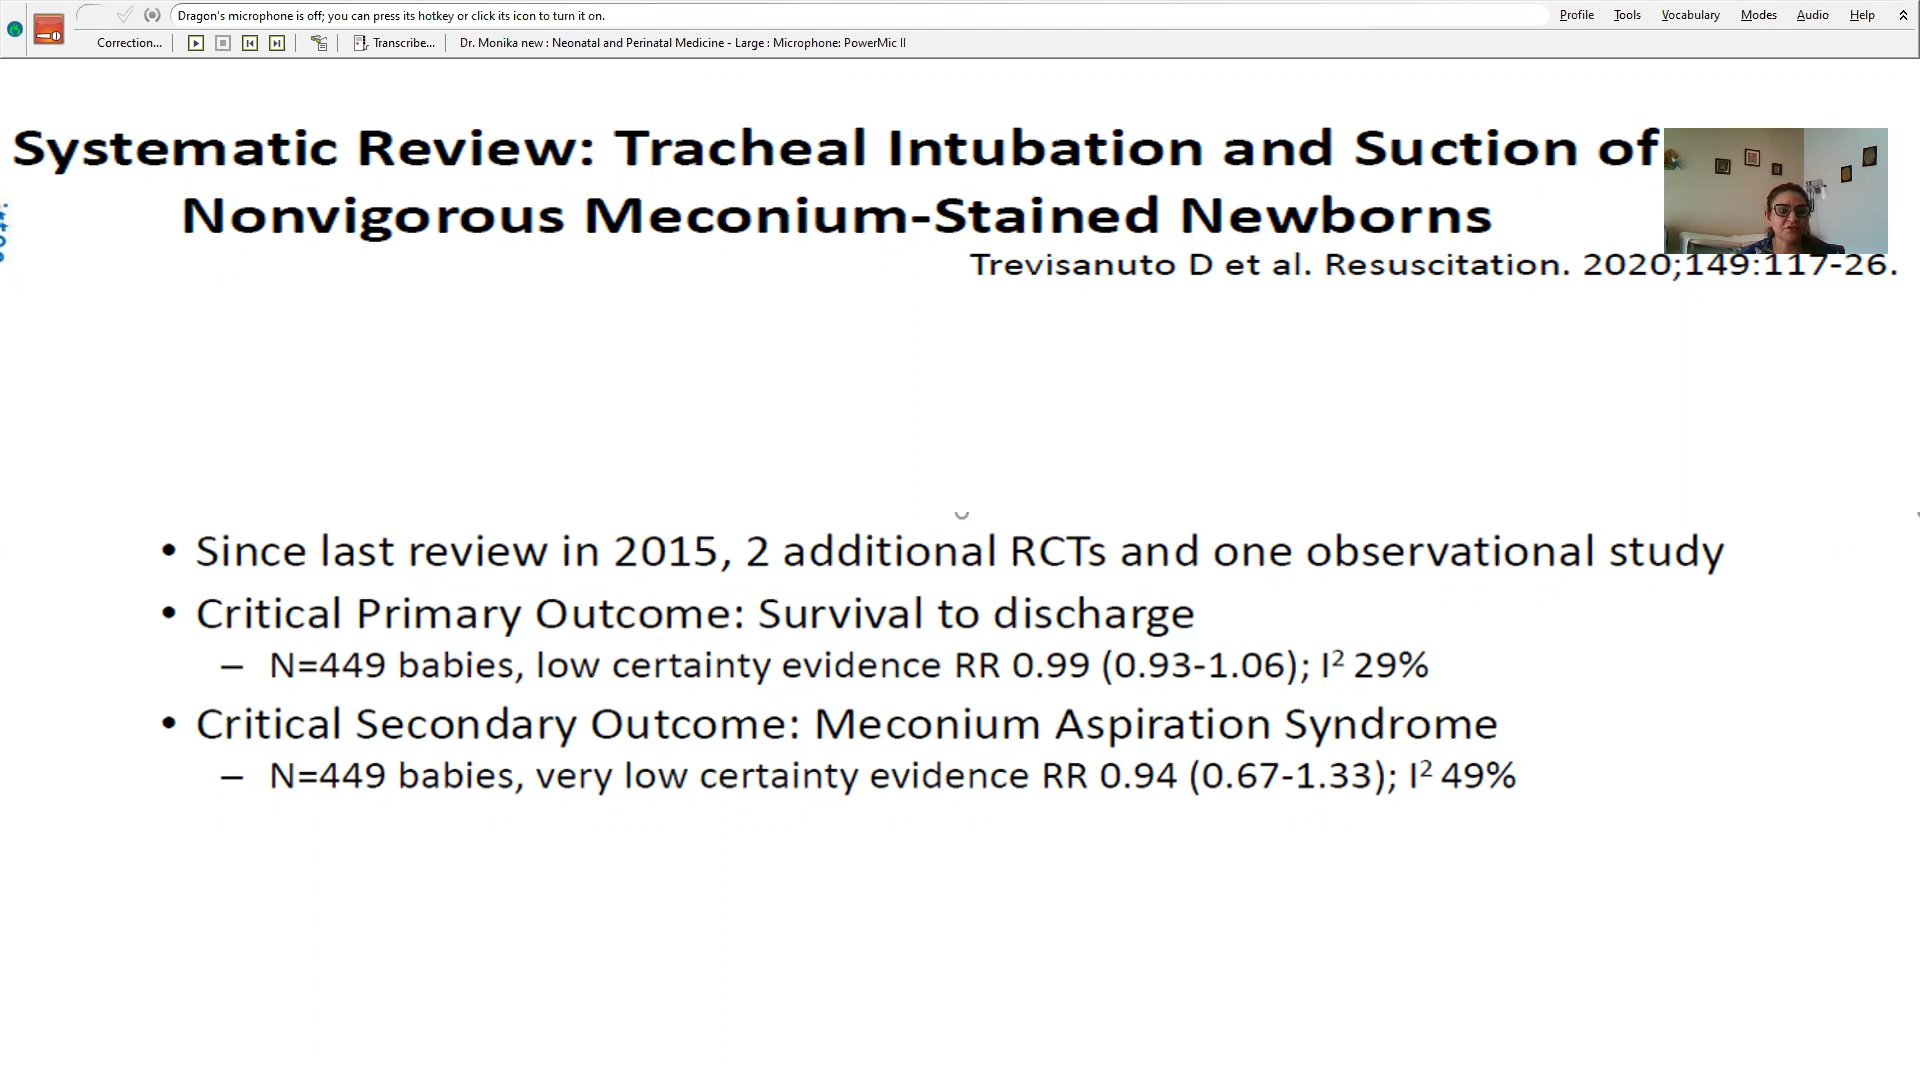 Dragon's microphone is off; you can press its hotkey or click its icon to turn it on.
Profile Tools Vocabulary Modes Audio Help
Correction... Transcribe... Dr. Monika new : Neonatal and Perinatal Medicine - Large : Microphone: PowerMic II
Systematic Review: Tracheal Intubation and Suction of
Nonvigorous Meconium-Stained Newborns
Trevisanuto D et al. Resuscitation. 2020;149:117-26.
• Since last review in 2015, 2 additional RCTs and one observational study
• Critical Primary Outcome: Survival to discharge
– N=449 babies, low certainty evidence RR 0.99 (0.93-1.06); I² 29%
• Critical Secondary Outcome: Meconium Aspiration Syndrome
– N=449 babies, very low certainty evidence RR 0.94 (0.67-1.33); I² 49%